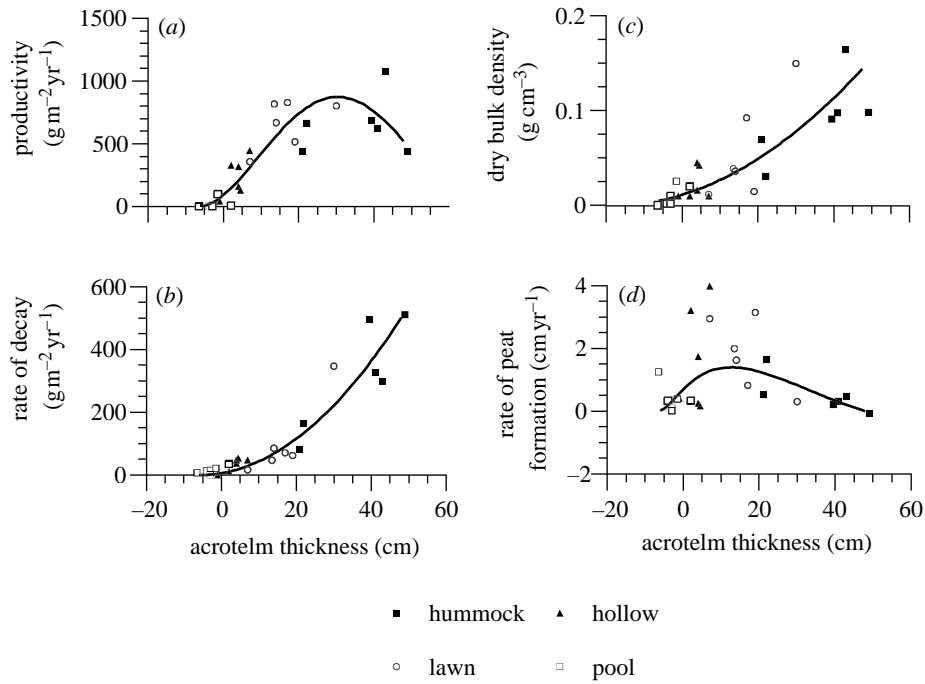 1500
1000
500
0
productivity
(g m–2 yr–1)
(a)
0.2
0.1
0
dry bulk density
(g cm–3)
(c)
600
400
200
0
rate of decay
(g m–2 yr–1)
(b)
–20 0 20 40 60
acrotelm thickness (cm)
4
2
0
–2
rate of peat
formation (cm yr–1)
(d)
–20 0 20 40 60
acrotelm thickness (cm)
hummock hollow
lawn pool